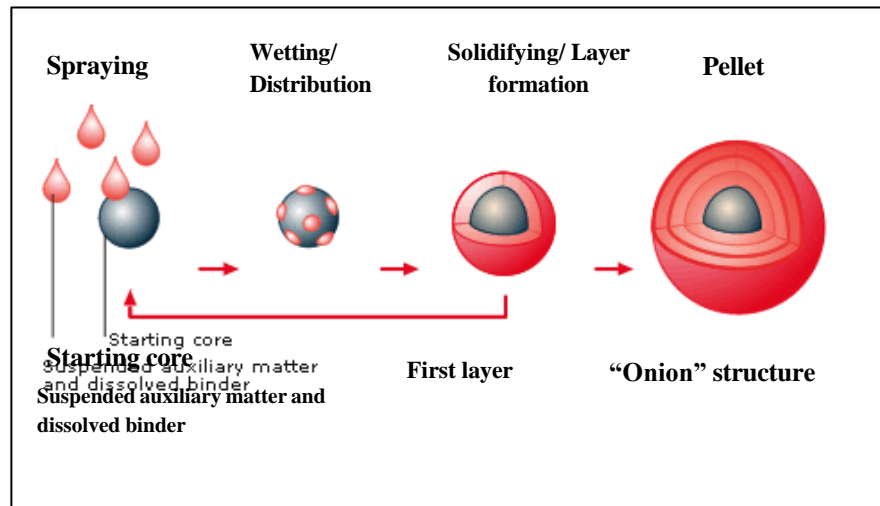 Spraying
Wetting/
Distribution
Solidifying/ Layer
formation
Pellet
Starting core
Starting core
Suspended auxiliary matter
and dissolved binder
Suspended auxiliary matter and
dissolved binder
First layer
“Onion” structure